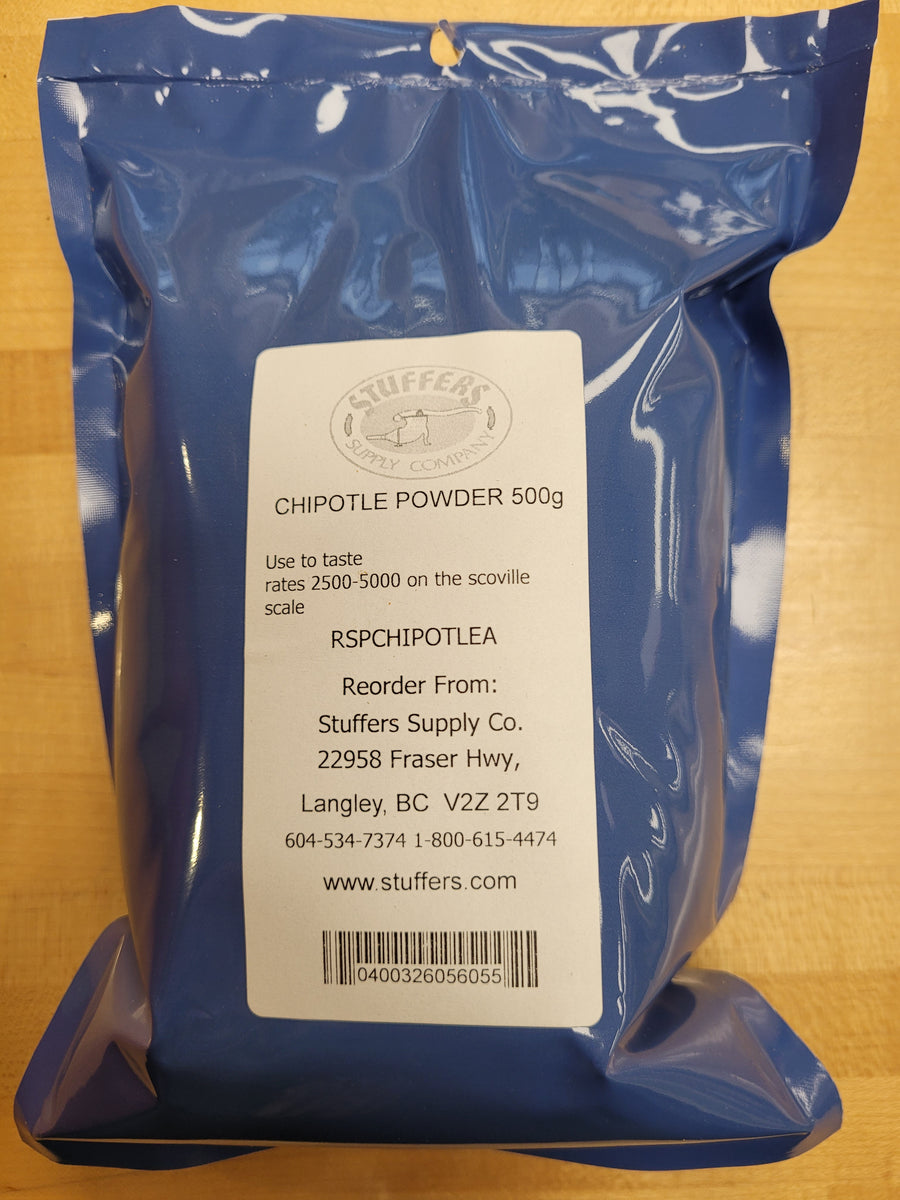 STUFFERS
SUPPLY COMPANY
CHIPOTLE POWDER 500g
Use to taste
rates 2500-5000 on the scoville
scale
RSPCHIPOTLEA
Reorder From:
Stuffers Supply Co.
22958 Fraser Hwy,
Langley, BC  V2Z 2T9
604-534-7374 1-800-615-4474
www.stuffers.com
0400326056055